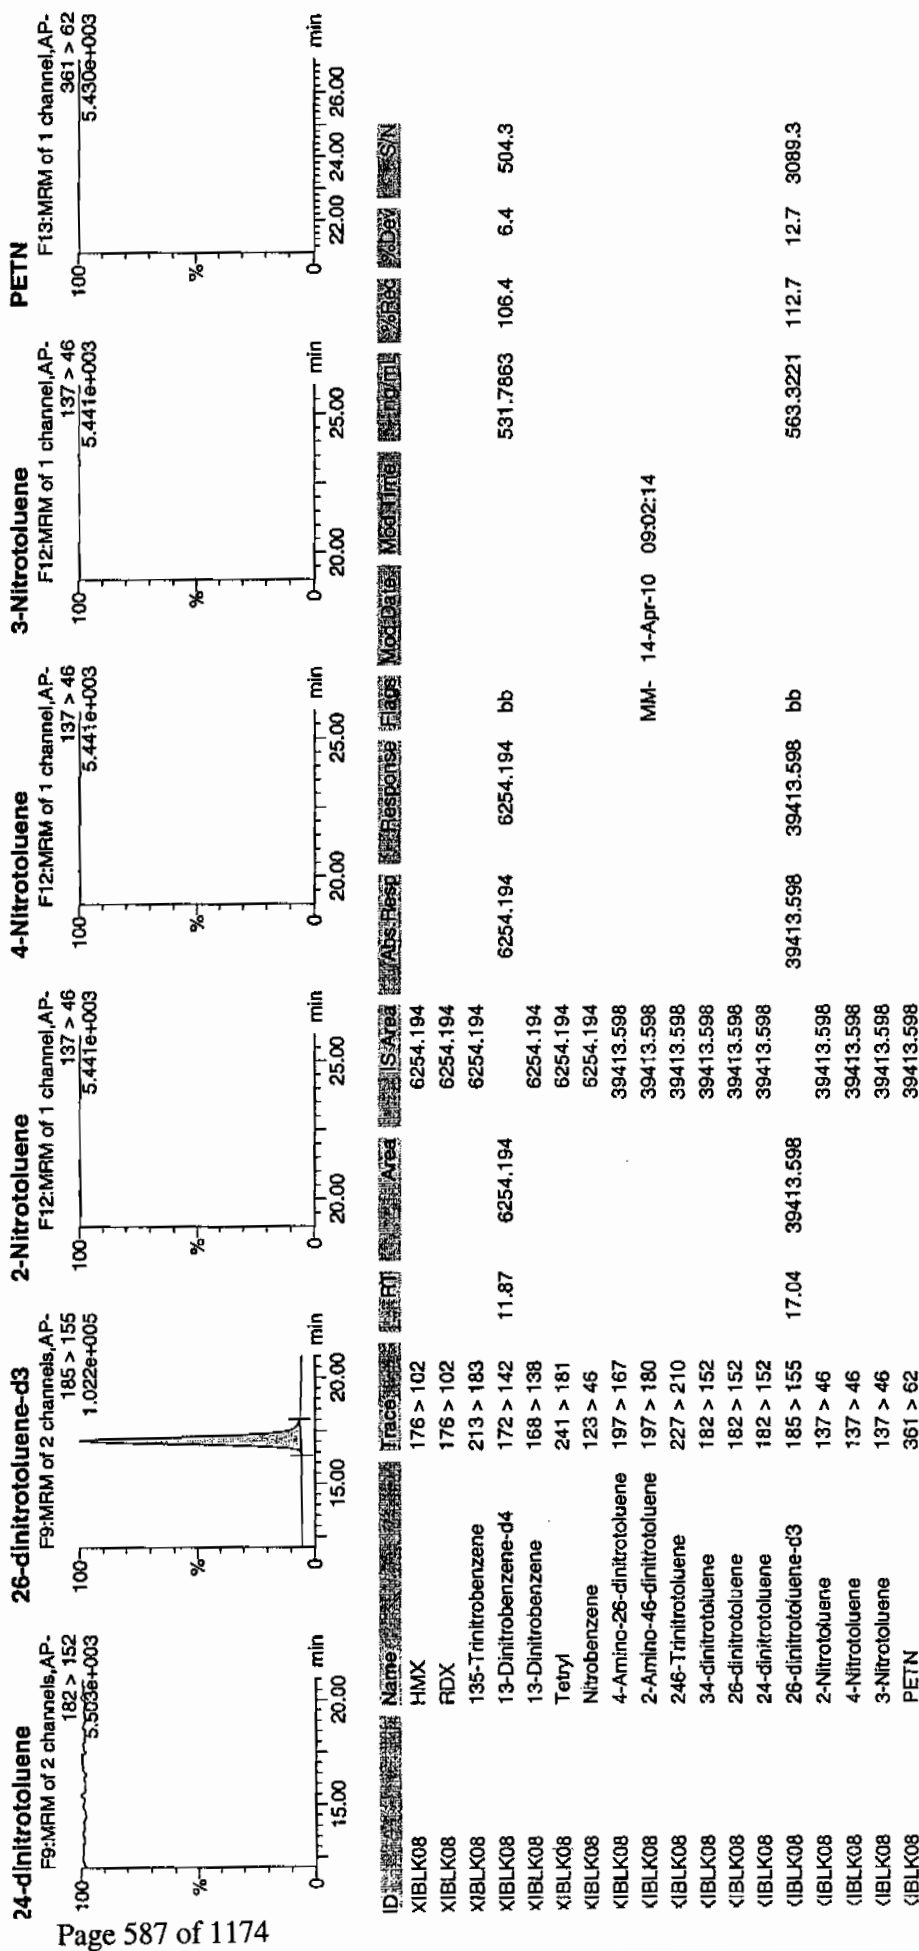 24-dinitrotoluene
F9:MRM of 2 channels,AP-
182 > 152
5.503e+003
100
%
0
15.00 20.00 min
26-dinitrotoluene-d3
F9:MRM of 2 channels,AP-
185 > 155
1.022e+005
100
%
0
15.00 20.00 min
2-Nitrotoluene
F12:MRM of 1 channel,AP-
137 > 46
5.441e+003
100
%
0
20.00 25.00 min
4-Nitrotoluene
F12:MRM of 1 channel,AP-
137 > 46
5.441e+003
100
%
0
20.00 25.00 min
3-Nitrotoluene
F12:MRM of 1 channel,AP-
137 > 46
5.441e+003
100
%
0
20.00 25.00 min
PETN
F13:MRM of 1 channel,AP-
361 > 62
5.430e+003
100
%
0
22.00 24.00 26.00 min
ID Name Trace RT Area IS Area Abs.Resp Response Flags Mod.Date Mod.Time ng/mL %Rec %Dev S/N
XIBLK08 HMX 176 > 102 6254.194
XIBLK08 RDX 176 > 102 6254.194
XIBLK08 135-Trinitrobenzene 213 > 183 6254.194
XIBLK08 13-Dinitrobenzene-d4 172 > 142 11.87 6254.194 6254.194 6254.194 bb 531.7863 106.4 6.4 504.3
XIBLK08 13-Dinitrobenzene 168 > 138 6254.194
XIBLK08 Tetryl 241 > 181 6254.194
XIBLK08 Nitrobenzene 123 > 46 6254.194
XIBLK08 4-Amino-26-dinitrotoluene 197 > 167 39413.598
XIBLK08 2-Amino-46-dinitrotoluene 197 > 180 39413.598 MM- 14-Apr-10 09:02:14
XIBLK08 246-Trinitrotoluene 227 > 210 39413.598
XIBLK08 34-dinitrotoluene 182 > 152 39413.598
XIBLK08 26-dinitrotoluene 182 > 152 39413.598
XIBLK08 24-dinitrotoluene 182 > 152 39413.598
XIBLK08 26-dinitrotoluene-d3 185 > 155 17.04 39413.598 39413.598 39413.598 bb 563.3221 112.7 12.7 3089.3
XIBLK08 2-Nitrotoluene 137 > 46 39413.598
XIBLK08 4-Nitrotoluene 137 > 46 39413.598
XIBLK08 3-Nitrotoluene 137 > 46 39413.598
XIBLK08 PETN 361 > 62 39413.598
Page 587 of 1174